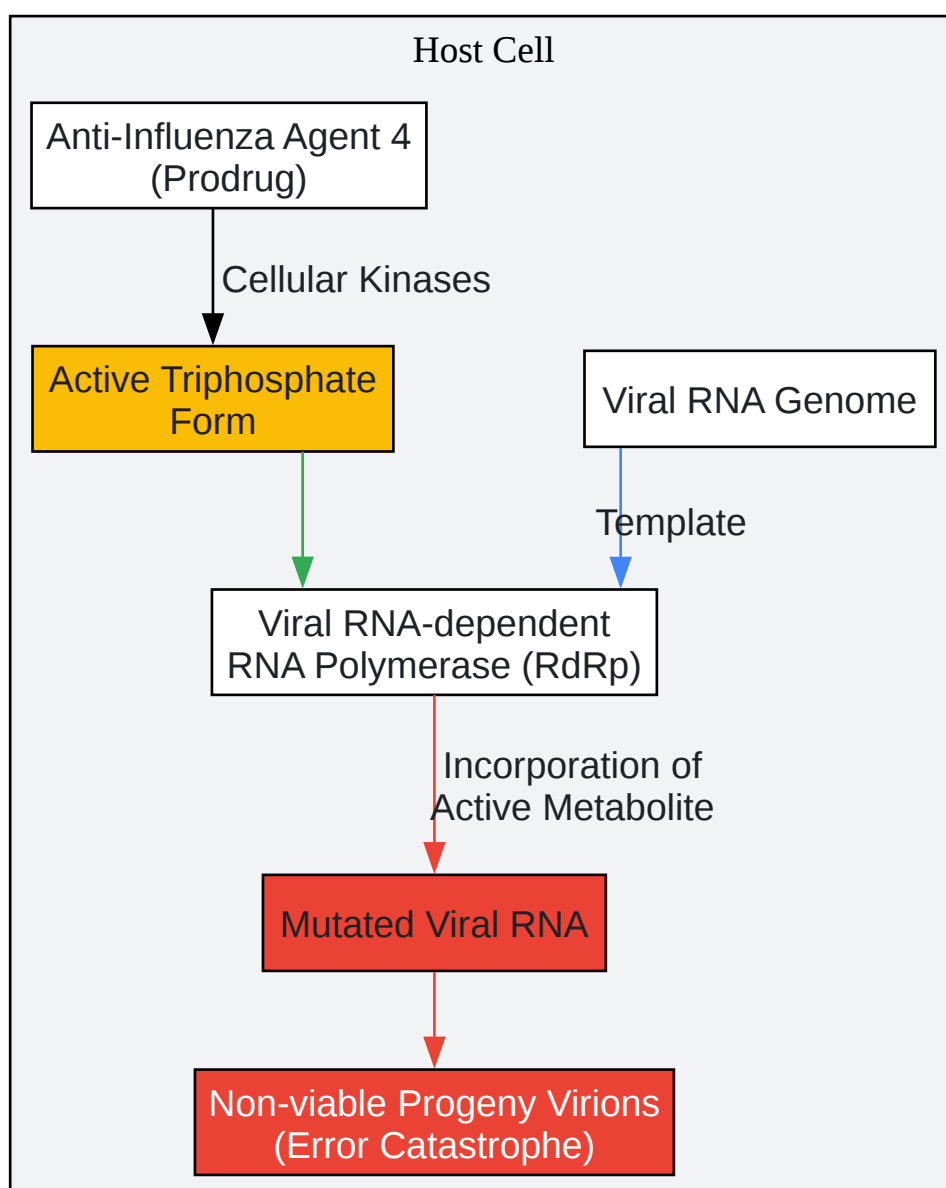 Host Cell
Anti-Influenza Agent 4
(Prodrug)
Cellular Kinases
Active Triphosphate
Form
Viral RNA Genome
Template
Viral RNA-dependent
RNA Polymerase (RdRp)
Incorporation of
Active Metabolite
Mutated Viral RNA
Non-viable Progeny Virions
(Error Catastrophe)